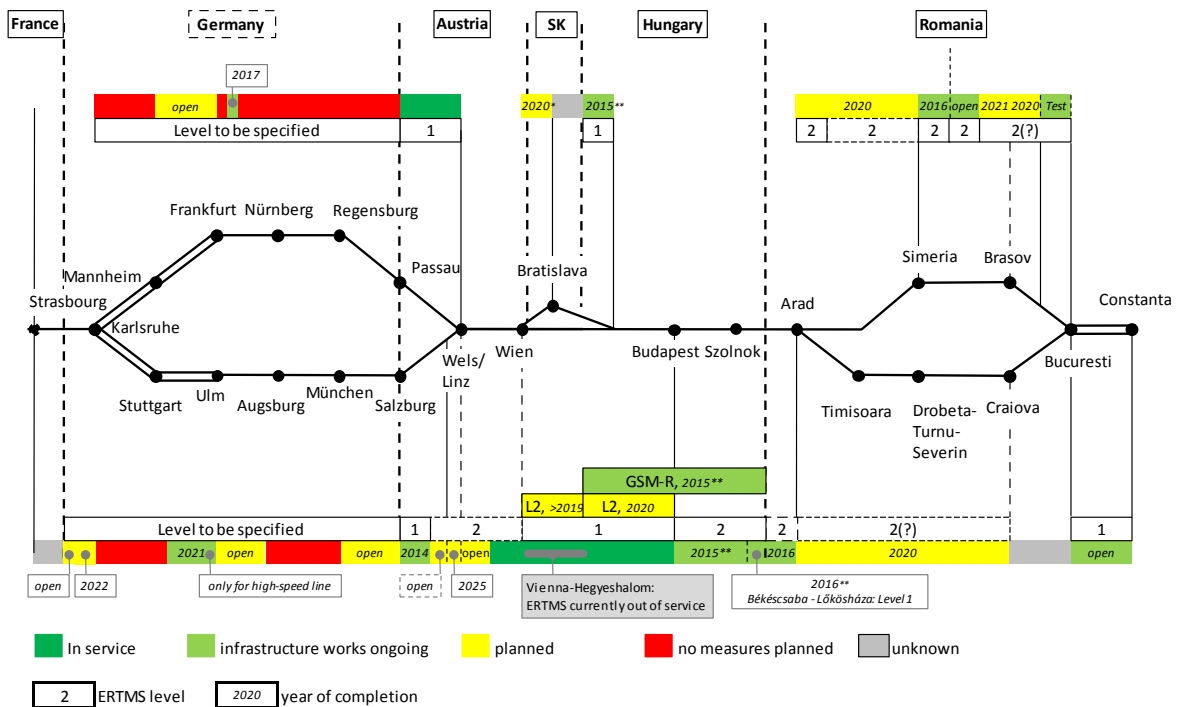 France
Germany
Austria
SK
Hungary
Romania
2017
open
2020*
2015**
2020
2016
open
2021
2020
Test
Level to be specified
1
1
2
2
2
2
2(?)
Frankfurt
Nürnberg
Regensburg
Mannheim
Passau
Bratislava
Simeria
Brasov
Strasbourg
Karlsruhe
Arad
Constanta
Wels/
Linz
Wien
Budapest
Szolnok
Bucuresti
Stuttgart
Ulm
Augsburg
München
Salzburg
Timisoara
Drobeta-
Turnu-
Severin
Craiova
GSM-R, 2015**
L2, >2019
L2, 2020
Level to be specified
1
2
1
2
2
2(?)
1
2021
open
open
2014
open
2015**
2016
2020
open
open
2022
only for high-speed line
open
2025
Vienna-Hegyeshalom:
ERTMS currently out of service
2016**
Békéscsaba - Lőkösháza: Level 1
In service
infrastructure works ongoing
planned
no measures planned
unknown
2
ERTMS level
2020
year of completion